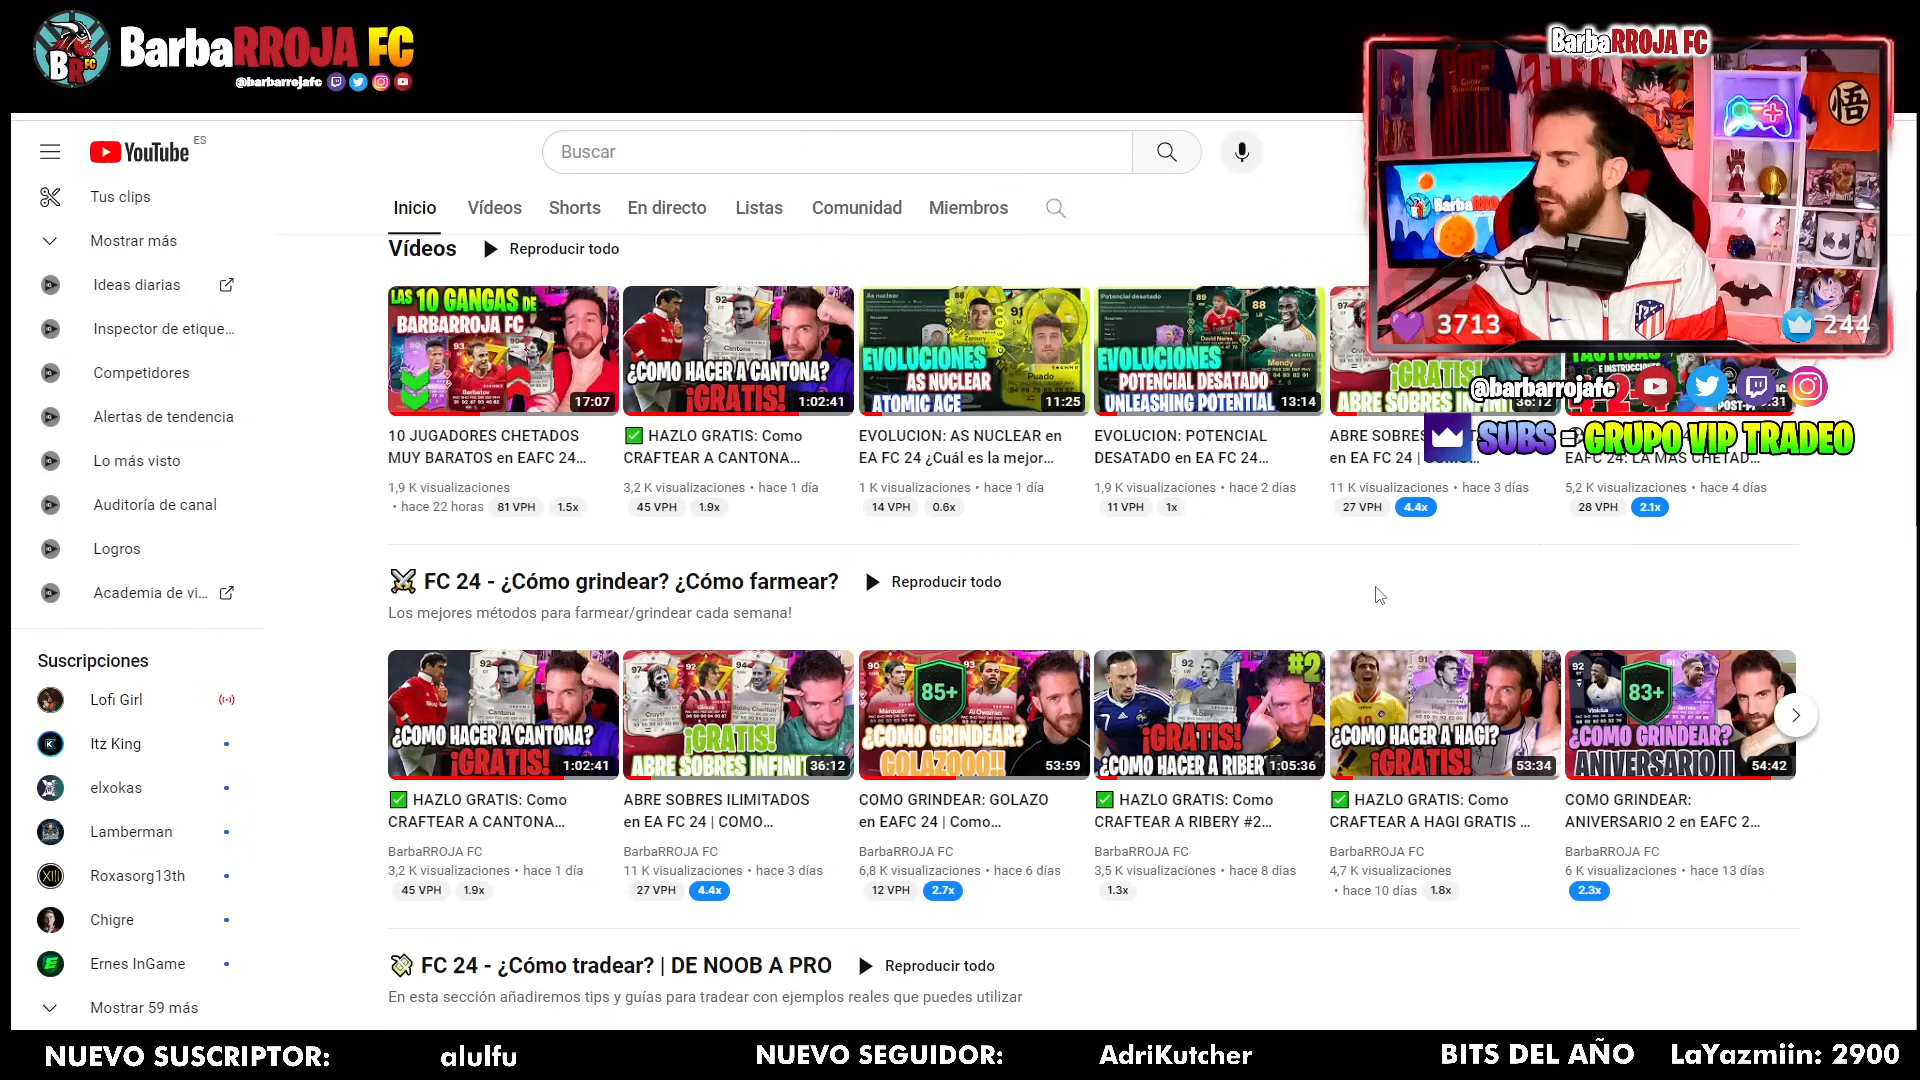 BarbaRROJA FC
@barbarrojafc
BarbaRROJA FC
3713
244
@barbarrojafc
SUBS = GRUPO VIP TRADEO
YouTube ES
Buscar
Tus clips
Mostrar más
Ideas diarias
Inspector de etique...
Competidores
Alertas de tendencia
Lo más visto
Auditoría de canal
Logros
Academia de vi...
Suscripciones
Lofi Girl
Itz King
elxokas
Lamberman
Roxasorg13th
Chigre
Ernes InGame
Mostrar 59 más
Inicio Vídeos Shorts En directo Listas Comunidad Miembros
Vídeos Reproducir todo
LAS 10 GANGAS DE
BARBARROJA FC
17:07
¿COMO HACER A CANTONA?
¡GRATIS!
1:02:41
EVOLUCIONES
AS NUCLEAR
ATOMIC ACE
11:25
EVOLUCIONES
POTENCIAL DESATADO
UNLEASHING POTENTIAL
13:14
¡GRATIS!
ABRE SOBRES INFINIT
36:12
10 JUGADORES CHETADOS
MUY BARATOS en EAFC 24...
1,9 K visualizaciones
• hace 22 horas 81 VPH 1.5x
✅ HAZLO GRATIS: Como
CRAFTEAR A CANTONA...
3,2 K visualizaciones • hace 1 día
45 VPH 1.9x
EVOLUCION: AS NUCLEAR en
EA FC 24 ¿Cuál es la mejor...
1 K visualizaciones • hace 1 día
14 VPH 0.6x
EVOLUCION: POTENCIAL
DESATADO en EA FC 24...
1,9 K visualizaciones • hace 2 días
11 VPH 1x
ABRE SOBRES
en EA FC 24 |
11 K visualizaciones • hace 3 días
27 VPH 4.4x
EAFC 24: LA MAS CHETAD...
5,2 K visualizaciones • hace 4 días
28 VPH 2.1x
⚔️ FC 24 - ¿Cómo grindear? ¿Cómo farmear? Reproducir todo
Los mejores métodos para farmear/grindear cada semana!
¿COMO HACER A CANTONA?
¡GRATIS!
1:02:41
¡GRATIS!
ABRE SOBRES INFINIT
36:12
85+
¿COMO GRINDEAR?
GOLAZOOO!!
53:59
#2
¡GRATIS!
¿COMO HACER A RIBER
1:05:36
¿COMO HACER A HAGI?
¡GRATIS!
53:34
83+
¿COMO GRINDEAR?
ANIVERSARIO II
54:42
✅ HAZLO GRATIS: Como
CRAFTEAR A CANTONA...
BarbaRROJA FC
3,2 K visualizaciones • hace 1 día
45 VPH 1.9x
ABRE SOBRES ILIMITADOS
en EA FC 24 | COMO...
BarbaRROJA FC
11 K visualizaciones • hace 3 días
27 VPH 4.4x
COMO GRINDEAR: GOLAZO
en EAFC 24 | Como...
BarbaRROJA FC
6,8 K visualizaciones • hace 6 días
12 VPH 2.7x
✅ HAZLO GRATIS: Como
CRAFTEAR A RIBERY #2...
BarbaRROJA FC
3,5 K visualizaciones • hace 8 días
1.3x
✅ HAZLO GRATIS: Como
CRAFTEAR A HAGI GRATIS ...
BarbaRROJA FC
4,7 K visualizaciones
• hace 10 días 1.8x
COMO GRINDEAR:
ANIVERSARIO 2 en EAFC 2...
BarbaRROJA FC
6 K visualizaciones • hace 13 días
2.3x
💸 FC 24 - ¿Cómo tradear? | DE NOOB A PRO Reproducir todo
En esta sección añadiremos tips y guías para tradear con ejemplos reales que puedes utilizar
NUEVO SUSCRIPTOR: alulfu NUEVO SEGUIDOR: AdriKutcher BITS DEL AÑO LaYazmiin: 2900